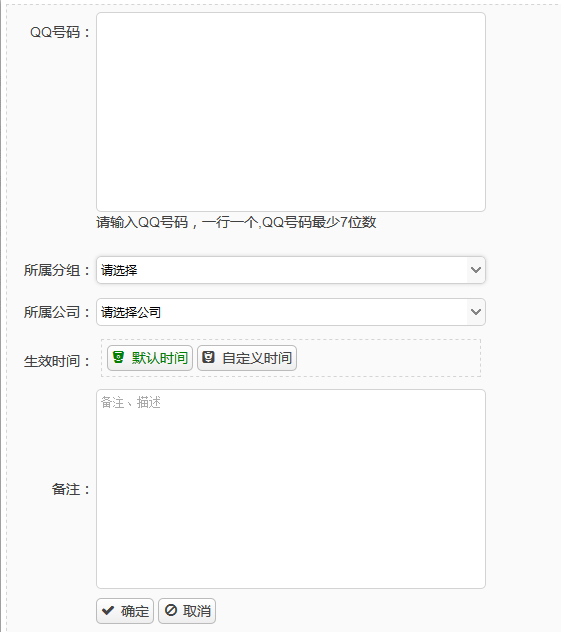 QQ号码：
请输入QQ号码，一行一个,QQ号码最少7位数
所属分组： 请选择
所属公司： 请选择公司
生效时间： 默认时间 自定义时间
备注、描述
备注：
确定 取消